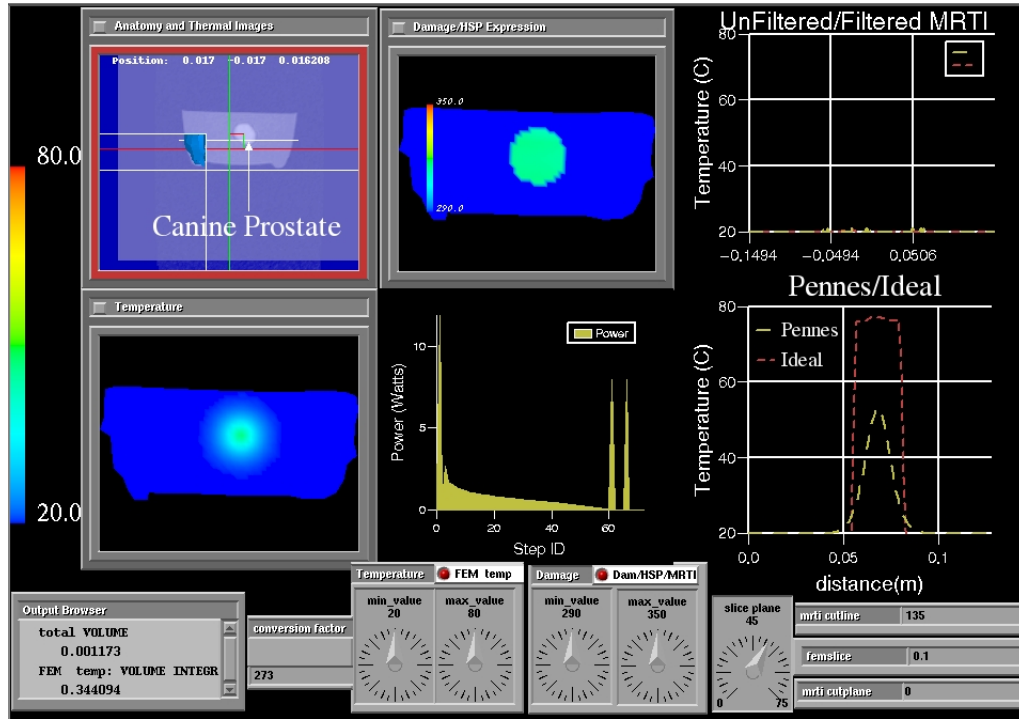 Anatomy and Thermal Images
Position: 0.017 -0.017 0.016208
Canine Prostate
80.0
20.0
Damage/HSP Expression
350.0
290.0
UnFiltered/Filtered MRTI
Temperature (C)
80
60
40
20
−0.1494 −0.0494 0.0506
Temperature
Power
Power (Watts)
10
5
0
0 20 40 60
Step ID
Pennes/Ideal
Pennes
Ideal
Temperature (C)
80
60
40
20
0.0 0.05 0.1
distance(m)
Output Browser
total VOLUME
0.001173
FEM temp: VOLUME INTEGR
0.344094
conversion factor
273
Temperature FEM temp
min_value max_value
20 80
Damage Dam/HSP/MRTI
min_value max_value
290 350
slice plane
45
0 75
mrti cutline 135
femslice 0.1
mrti cutplane 0